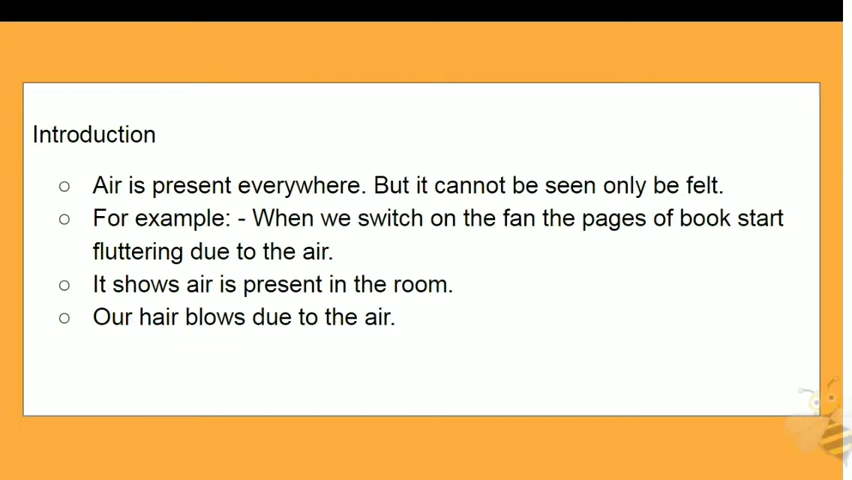 Introduction
○ Air is present everywhere. But it cannot be seen only be felt.
○ For example: - When we switch on the fan the pages of book start
fluttering due to the air.
○ It shows air is present in the room.
○ Our hair blows due to the air.